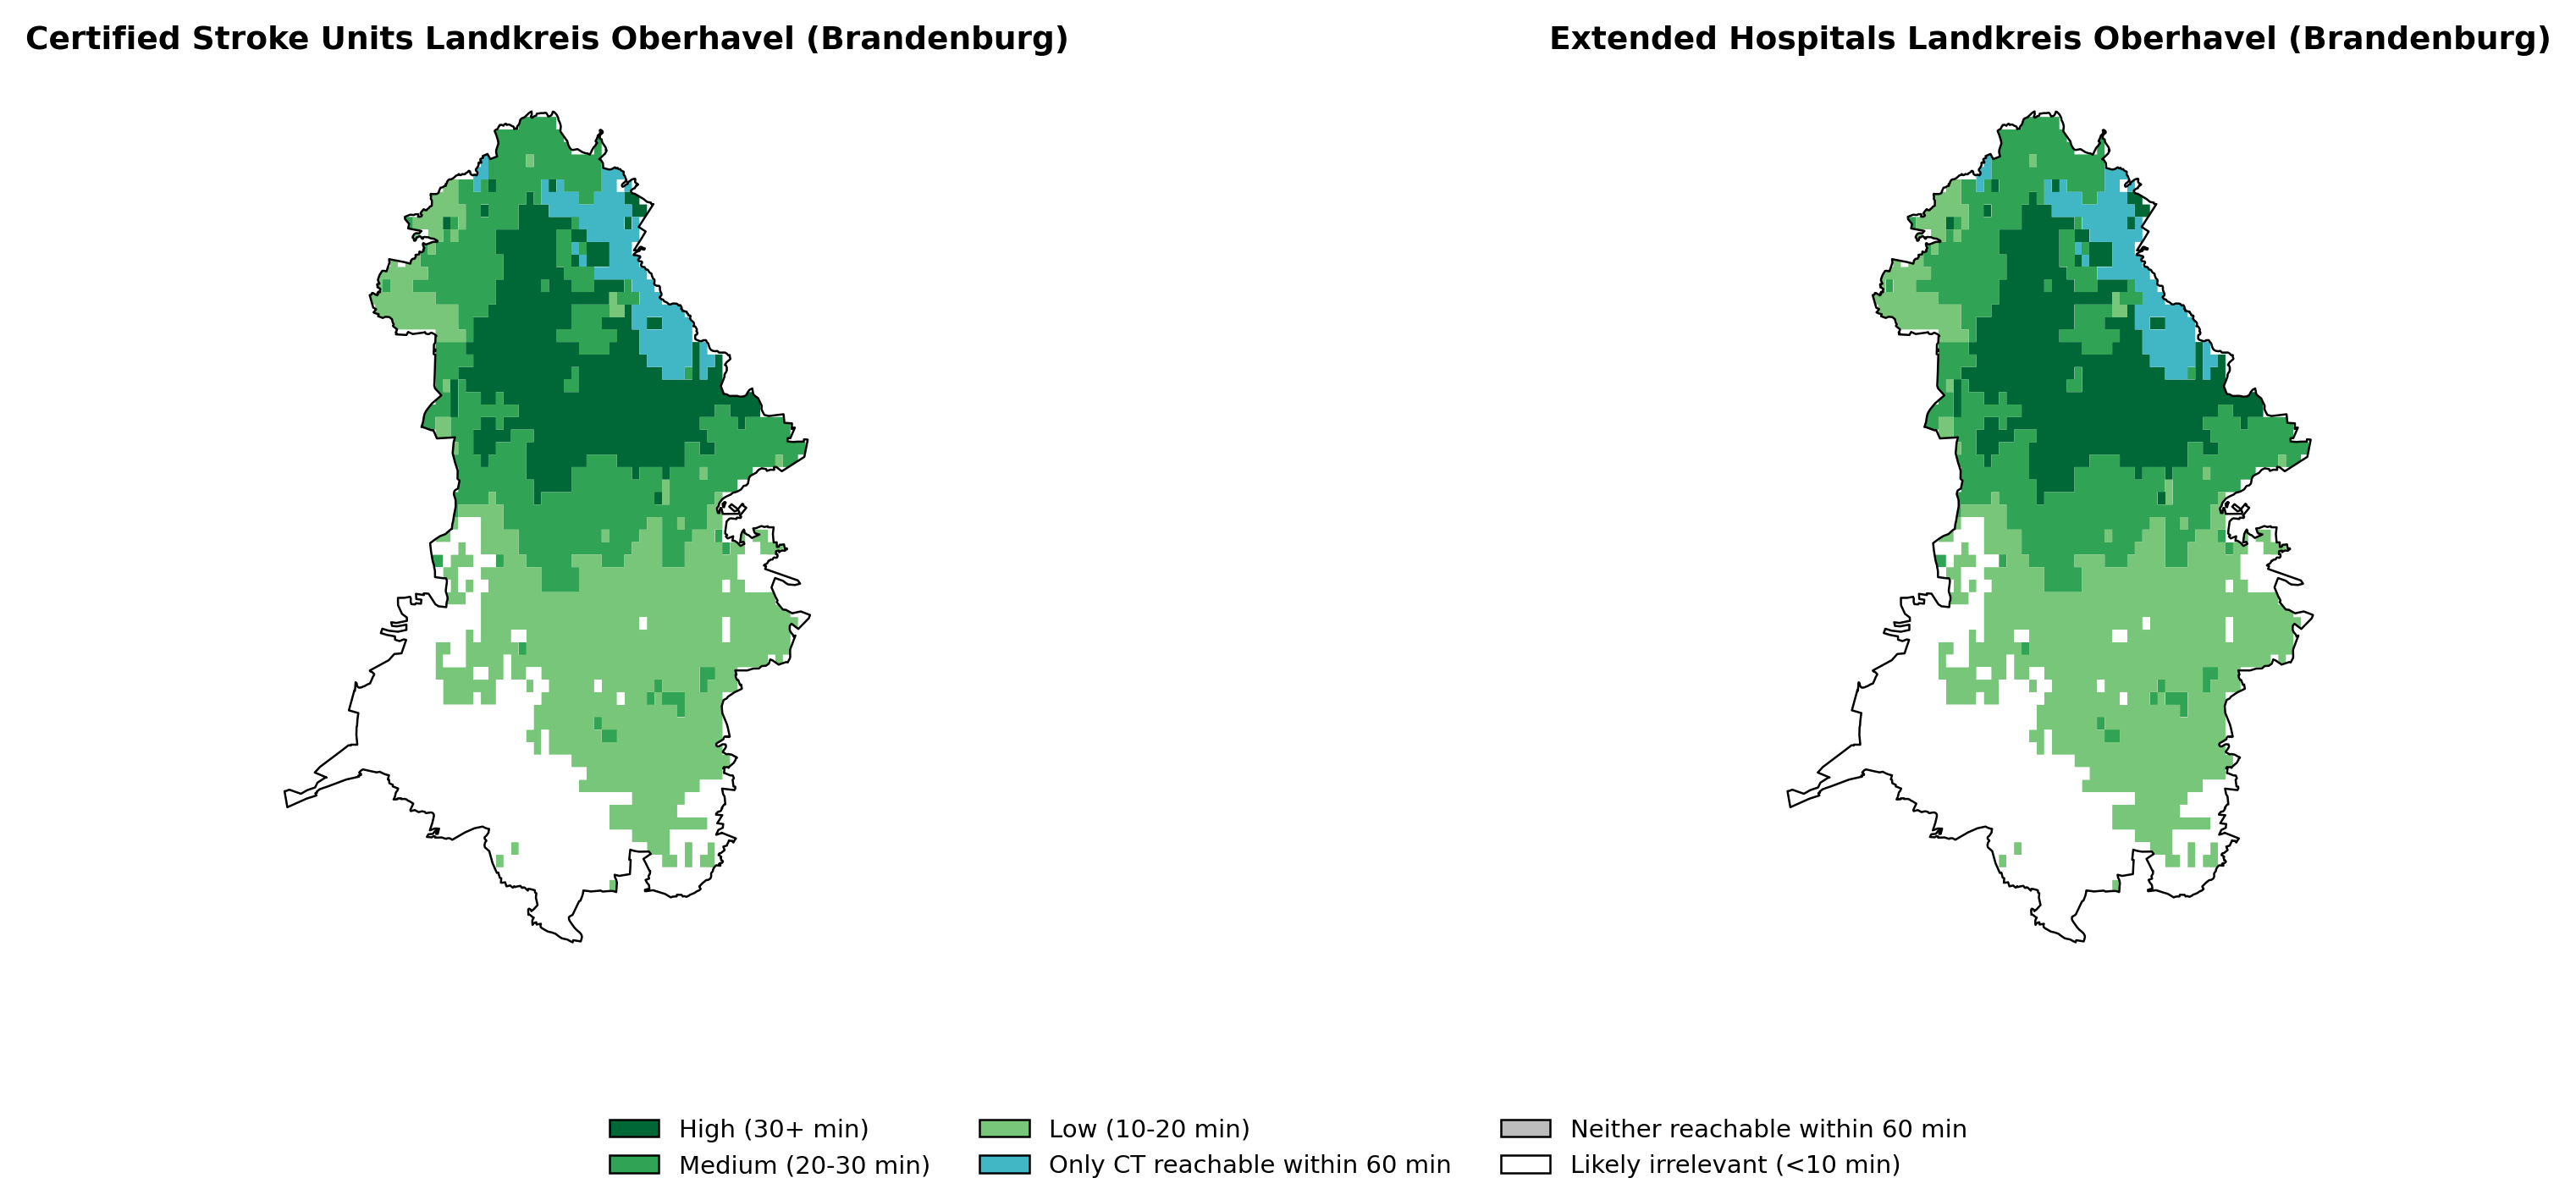 Certified Stroke Units Landkreis Oberhavel (Brandenburg)
Extended Hospitals Landkreis Oberhavel (Brandenburg)
High (30+ min)
Medium (20-30 min)
Low (10-20 min)
Only CT reachable within 60 min
Neither reachable within 60 min
Likely irrelevant (<10 min)